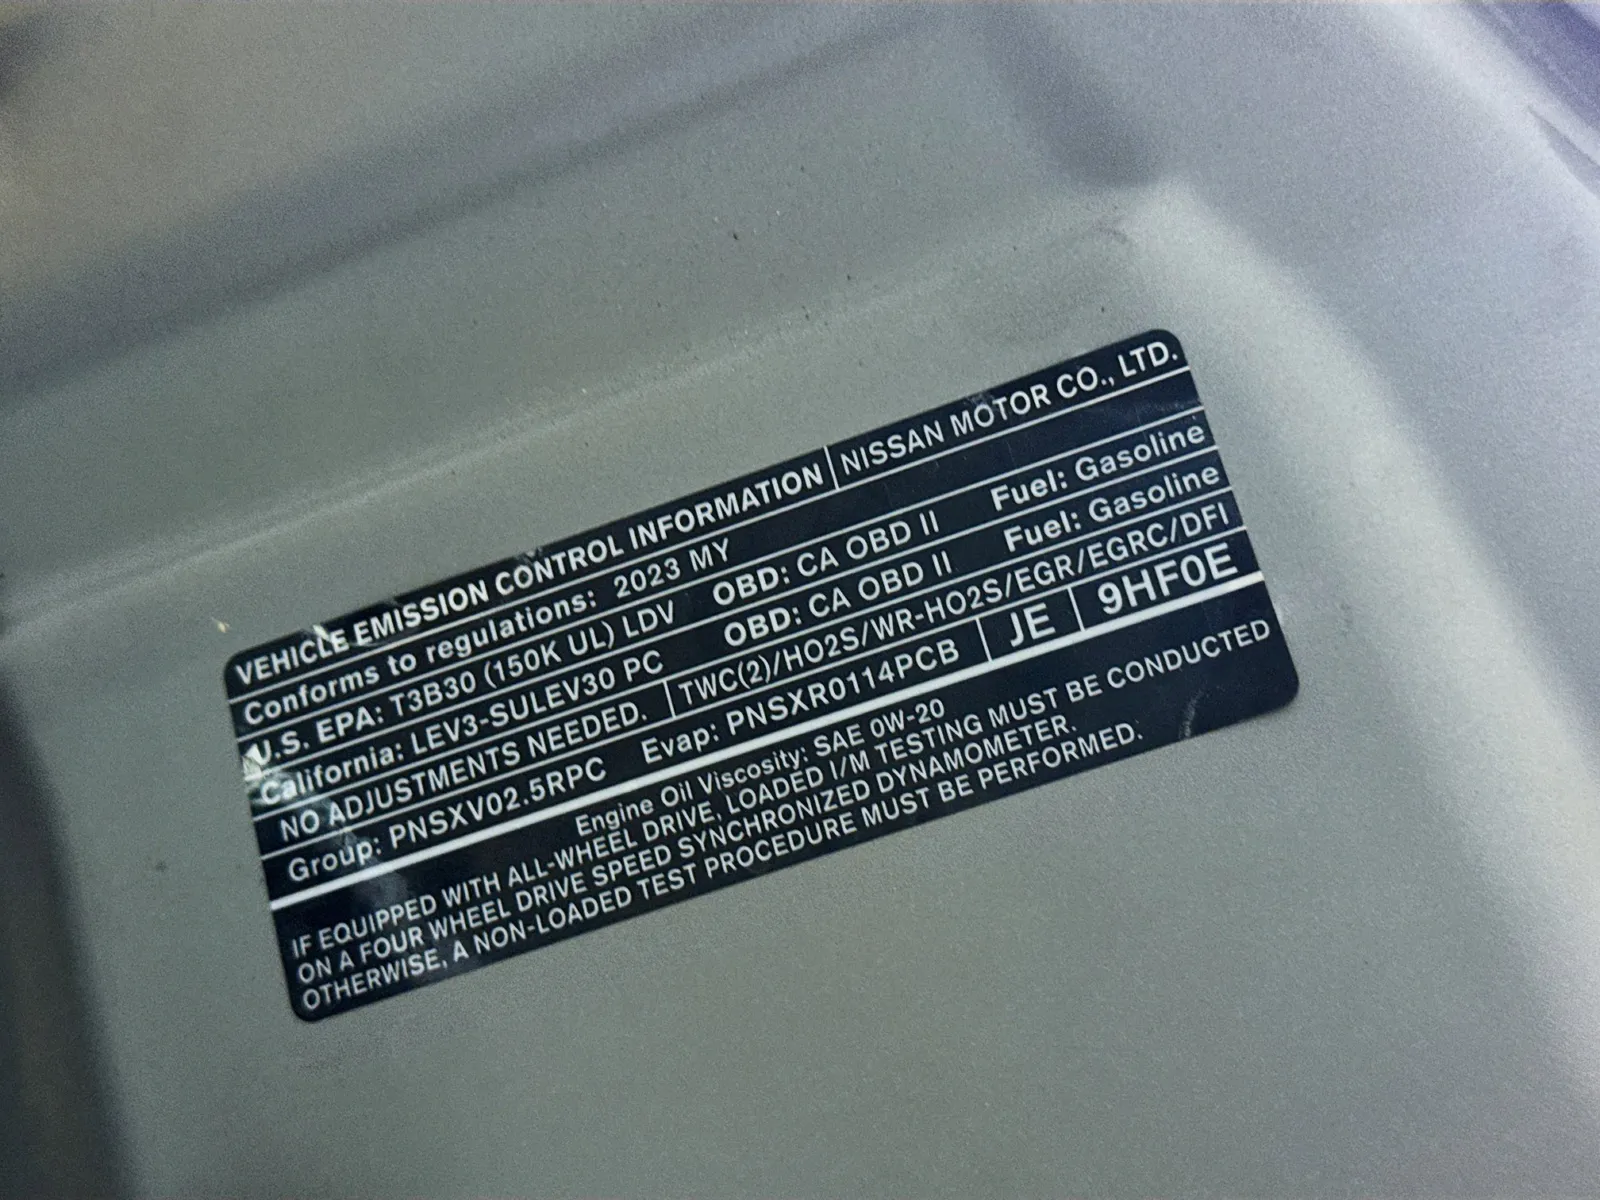 VEHICLE EMISSION CONTROL INFORMATION | NISSAN MOTOR CO., LTD.
Conforms to regulations: 2023 MY
U.S. EPA: T3B30 (150K UL) LDV OBD: CA OBD II Fuel: Gasoline
California: LEV3-SULEV30 PC OBD: CA OBD II Fuel: Gasoline
NO ADJUSTMENTS NEEDED. | TWC(2)/HO2S/WR-HO2S/EGR/EGRC/DFI
Group: PNSXV02.5RPC Evap: PNSXR0114PCB | JE | 9HF0E
Engine Oil Viscosity: SAE 0W-20
IF EQUIPPED WITH ALL-WHEEL DRIVE, LOADED I/M TESTING MUST BE CONDUCTED
ON A FOUR WHEEL DRIVE SPEED SYNCHRONIZED DYNAMOMETER.
OTHERWISE, A NON-LOADED TEST PROCEDURE MUST BE PERFORMED.